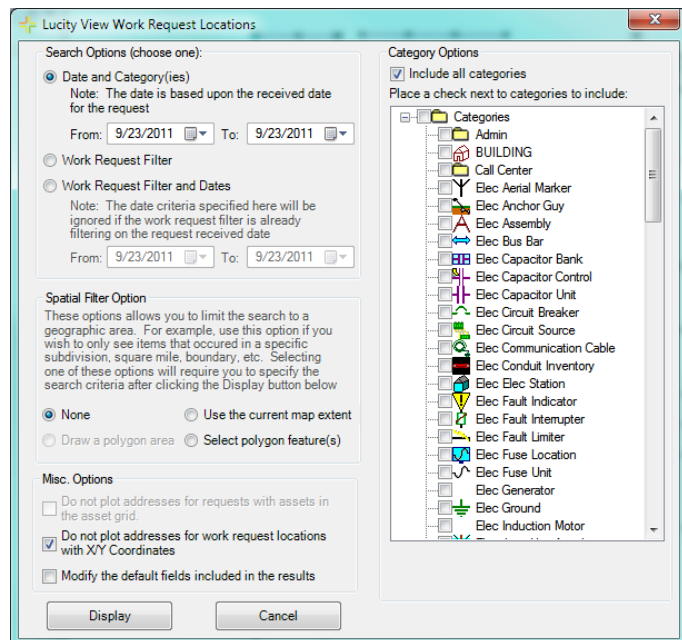 Lucity View Work Request Locations
Search Options (choose one):
Date and Category(ies)
Note: The date is based upon the received date
for the request
From: 9/23/2011 To: 9/23/2011
Work Request Filter
Work Request Filter and Dates
Note: The date criteria specified here will be
ignored if the work request filter is already
filtering on the request received date
From: 9/23/2011 To: 9/23/2011
Spatial Filter Option
These options allows you to limit the search to a
geographic area. For example, use this option if you
wish to only see items that occured in a specific
subdivision, square mile, boundary, etc. Selecting
one of these options will require you to specify the
search criteria after clicking the Display button below
None Use the current map extent
Draw a polygon area Select polygon feature(s)
Misc. Options
Do not plot addresses for requests with assets in
the asset grid.
Do not plot addresses for work request locations
with X/Y Coordinates
Modify the default fields included in the results
Display Cancel
Category Options
Include all categories
Place a check next to categories to include:
Categories
Admin
BUILDING
Call Center
Elec Aerial Marker
Elec Anchor Guy
Elec Assembly
Elec Bus Bar
Elec Capacitor Bank
Elec Capacitor Control
Elec Capacitor Unit
Elec Circuit Breaker
Elec Circuit Source
Elec Communication Cable
Elec Conduit Inventory
Elec Elec Station
Elec Fault Indicator
Elec Fault Interrupter
Elec Fault Limiter
Elec Fuse Location
Elec Fuse Unit
Elec Generator
Elec Ground
Elec Induction Motor